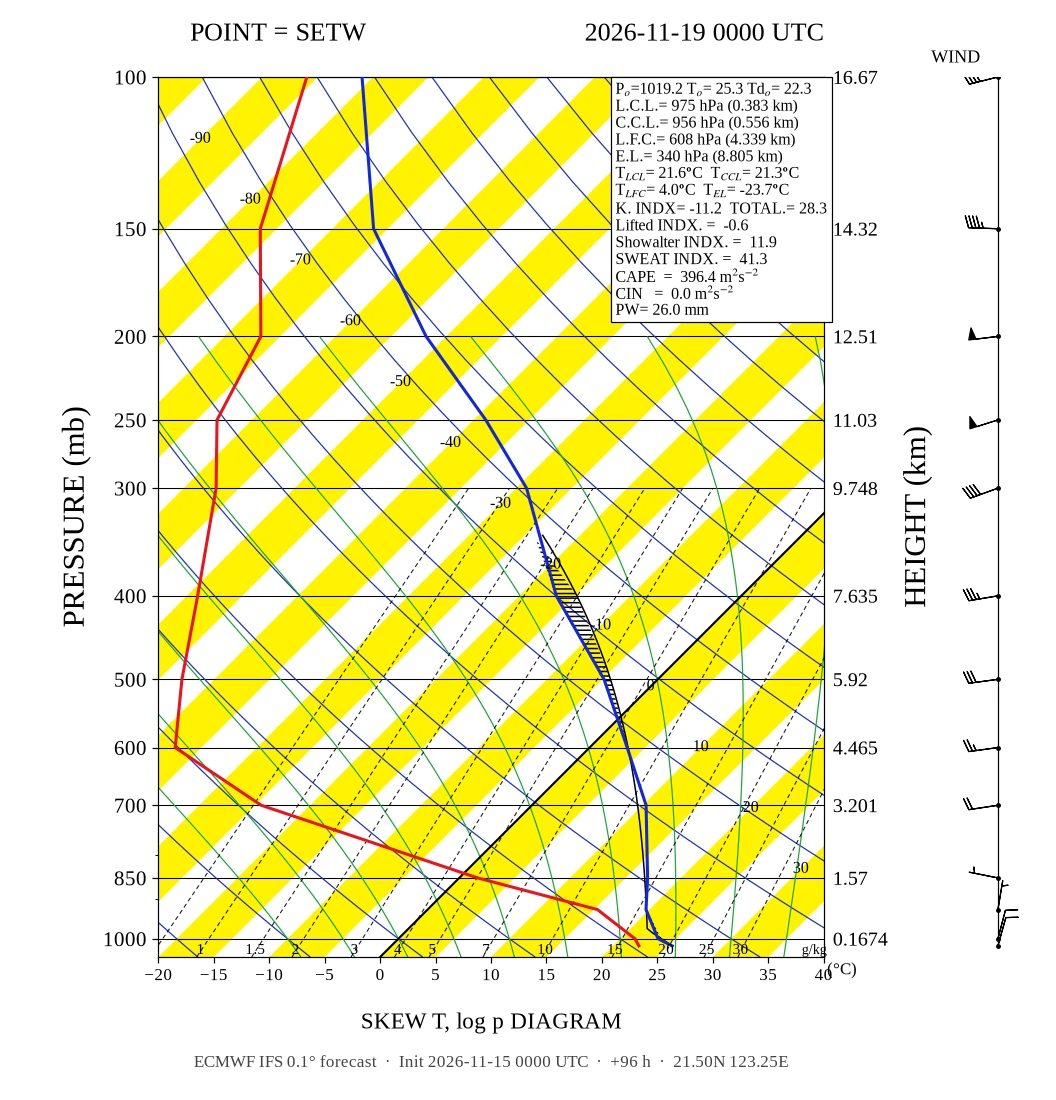 POINT = SETW
2026-11-19 0000 UTC
WIND
100
16.67
Pₒ=1019.2 Tₒ= 25.3 Tdₒ= 22.3
L.C.L.= 975 hPa (0.383 km)
C.C.L.= 956 hPa (0.556 km)
L.F.C.= 608 hPa (4.339 km)
E.L.= 340 hPa (8.805 km)
T_LCL= 21.6°C T_CCL= 21.3°C
T_LFC= 4.0°C T_EL= -23.7°C
K. INDX= -11.2 TOTAL.= 28.3
Lifted INDX. = -0.6
Showalter INDX. = 11.9
SWEAT INDX. = 41.3
CAPE = 396.4 m²s⁻²
CIN = 0.0 m²s⁻²
PW= 26.0 mm
-90
-80
150
14.32
-70
-60
200
12.51
-50
250
11.03
-40
300
9.748
-30
-20
400
7.635
-10
500
5.92
0
600
4.465
10
700
3.201
20
850
1.57
30
1000
0.1674
1 1.5 2 3 4 5 7 10 15 20 25 30 g/kg
−20 −15 −10 −5 0 5 10 15 20 25 30 35 40
(°C)
PRESSURE (mb)
HEIGHT (km)
SKEW T, log p DIAGRAM
ECMWF IFS 0.1° forecast · Init 2026-11-15 0000 UTC · +96 h · 21.50N 123.25E